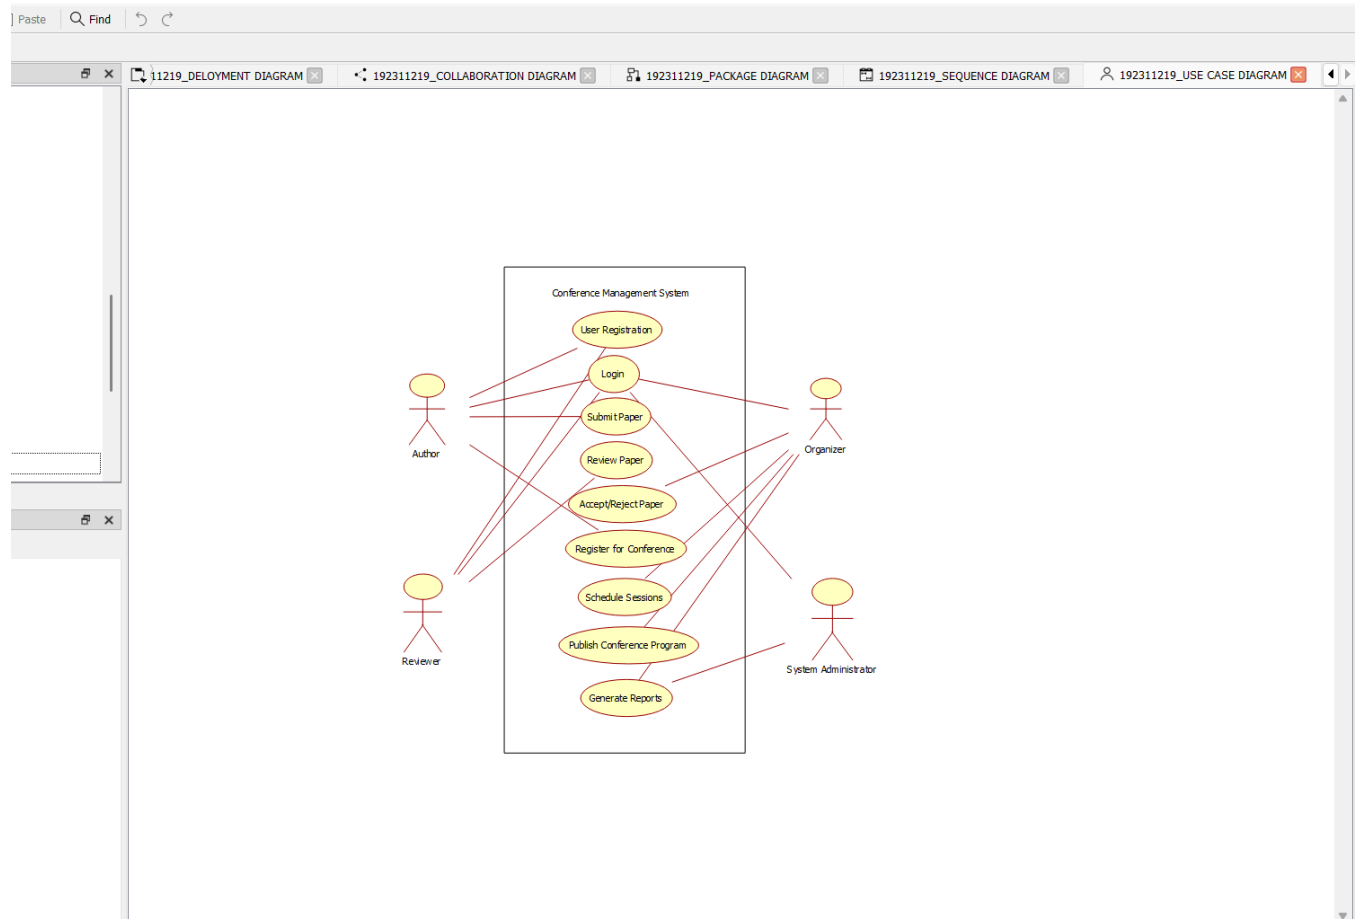 Paste
Find
11219_DELOYMENT DIAGRAM
192311219_COLLABORATION DIAGRAM
192311219_PACKAGE DIAGRAM
192311219_SEQUENCE DIAGRAM
192311219_USE CASE DIAGRAM
Conference Management System
User Registration
Login
Submit Paper
Review Paper
Accept/Reject Paper
Register for Conference
Schedule Sessions
Publish Conference Program
Generate Reports
Author
Reviewer
Organizer
System Administrator